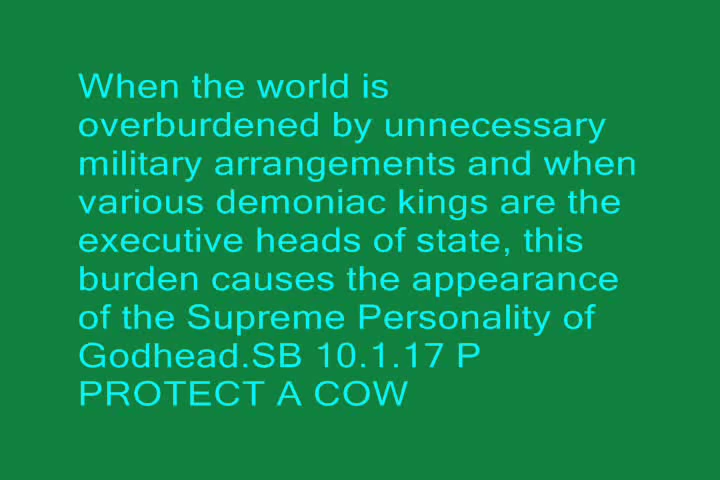 When the world is
overburdened by unnecessary
military arrangements and when
various demoniac kings are the
executive heads of state, this
burden causes the appearance
of the Supreme Personality of
Godhead.SB 10.1.17 P
PROTECT A COW